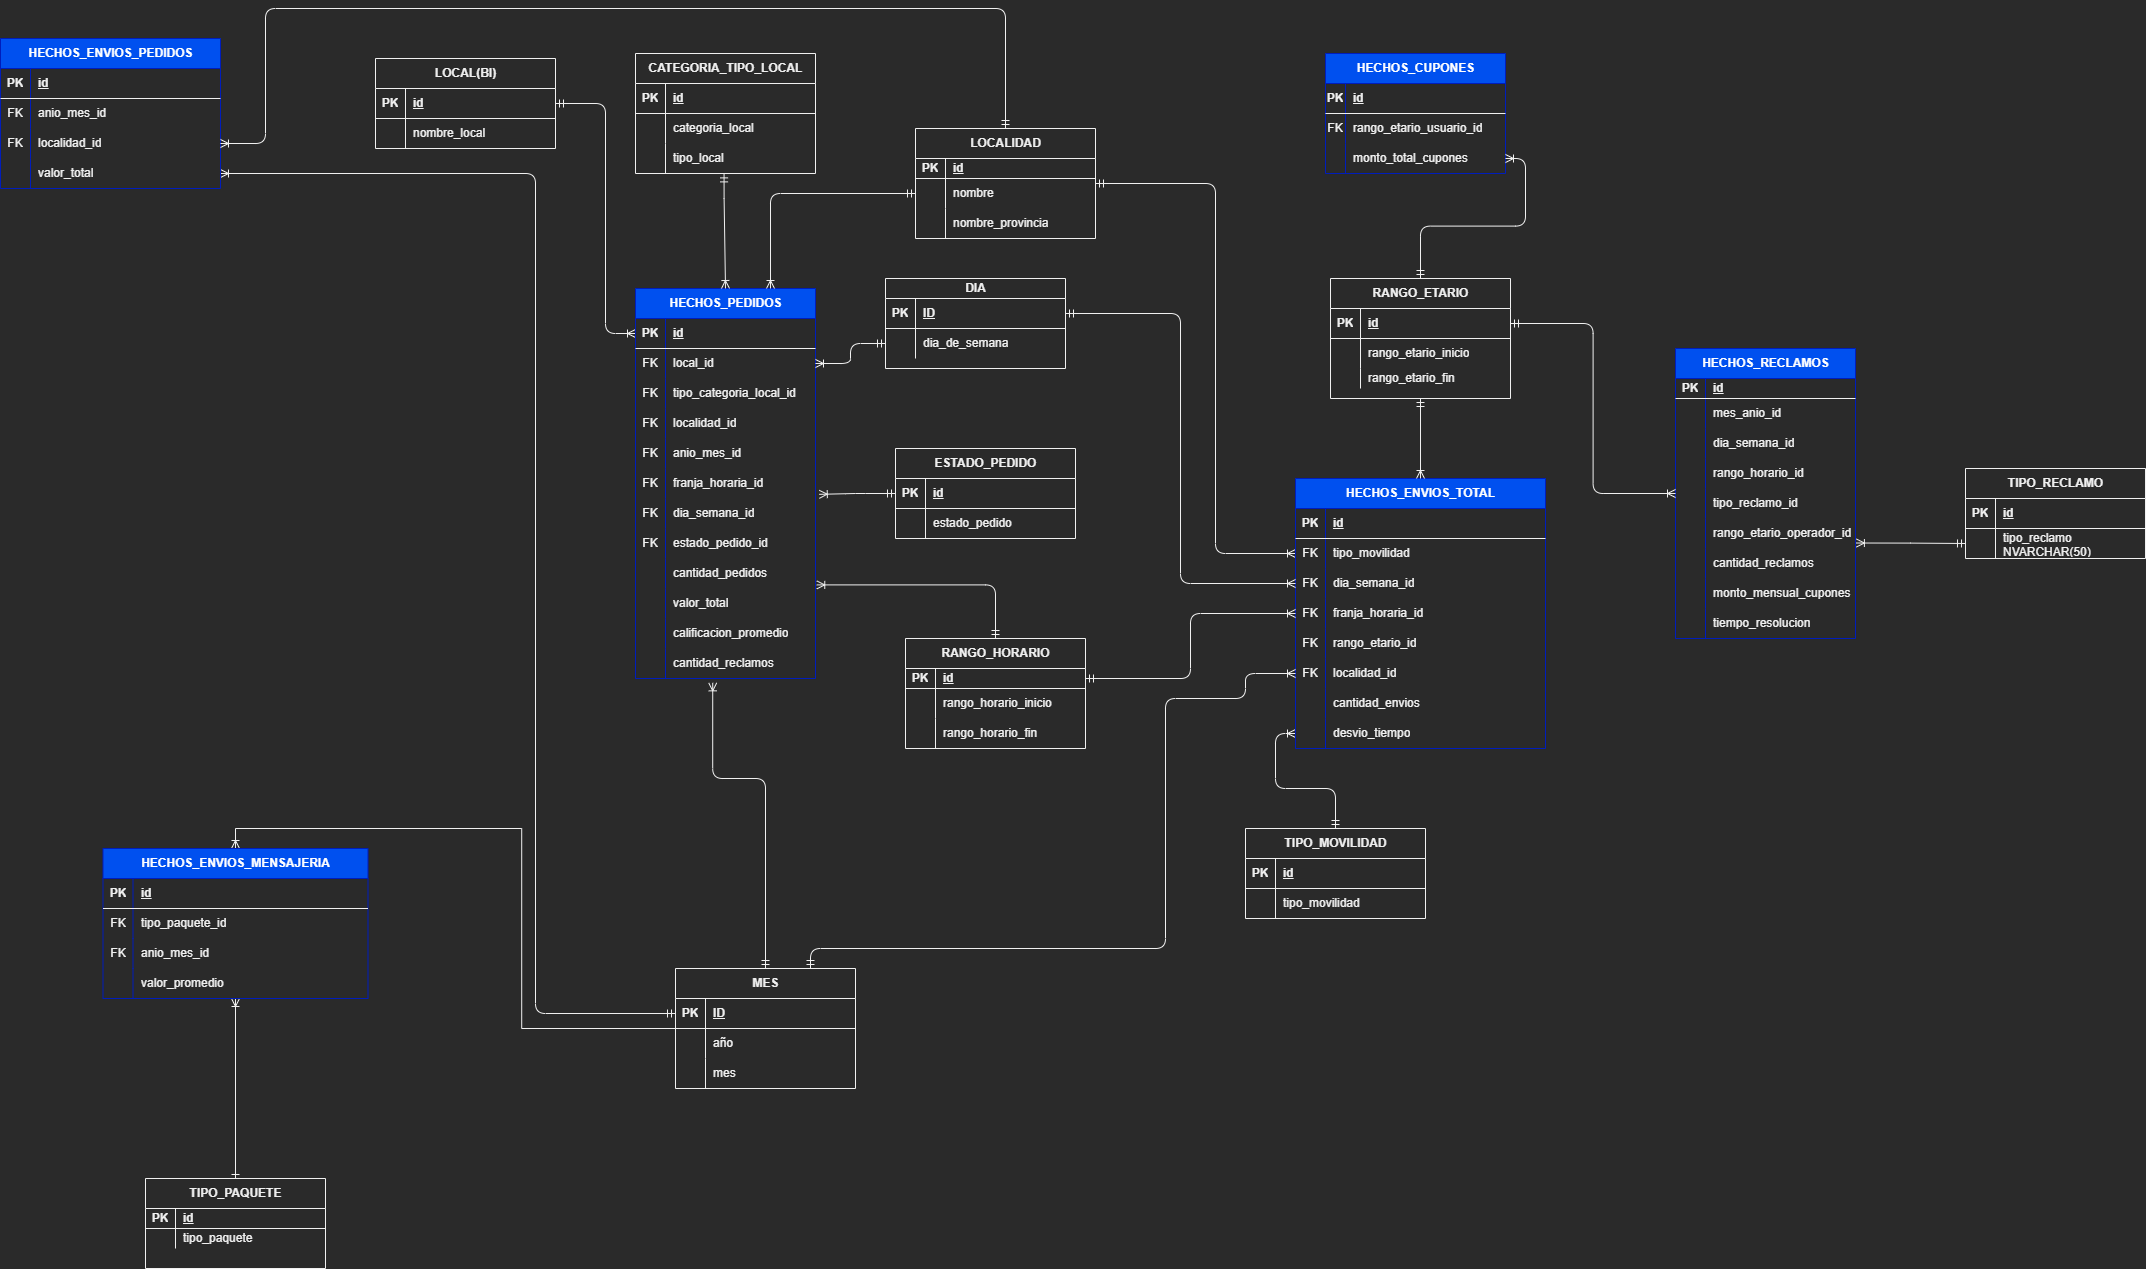 HECHOS_ENVIOS_PEDIDOS
PK id
FK anio_mes_id
FK localidad_id
valor_total
LOCAL(BI)
PK id
nombre_local
CATEGORIA_TIPO_LOCAL
PK id
categoria_local
tipo_local
LOCALIDAD
PK id
nombre
nombre_provincia
HECHOS_CUPONES
PK id
FK rango_etario_usuario_id
monto_total_cupones
HECHOS_PEDIDOS
PK id
FK local_id
FK tipo_categoria_local_id
FK localidad_id
FK anio_mes_id
FK franja_horaria_id
FK dia_semana_id
FK estado_pedido_id
cantidad_pedidos
valor_total
calificacion_promedio
cantidad_reclamos
DIA
PK ID
dia_de_semana
RANGO_ETARIO
PK id
rango_etario_inicio
rango_etario_fin
HECHOS_RECLAMOS
PK id
mes_anio_id
dia_semana_id
rango_horario_id
tipo_reclamo_id
rango_etario_operador_id
cantidad_reclamos
monto_mensual_cupones
tiempo_resolucion
ESTADO_PEDIDO
PK id
estado_pedido
HECHOS_ENVIOS_TOTAL
PK id
FK tipo_movilidad
FK dia_semana_id
FK franja_horaria_id
FK rango_etario_id
FK localidad_id
cantidad_envios
desvio_tiempo
TIPO_RECLAMO
PK id
tipo_reclamo
NVARCHAR(50)
RANGO_HORARIO
PK id
rango_horario_inicio
rango_horario_fin
HECHOS_ENVIOS_MENSAJERIA
PK id
FK tipo_paquete_id
FK anio_mes_id
valor_promedio
TIPO_MOVILIDAD
PK id
tipo_movilidad
MES
PK ID
año
mes
TIPO_PAQUETE
PK id
tipo_paquete